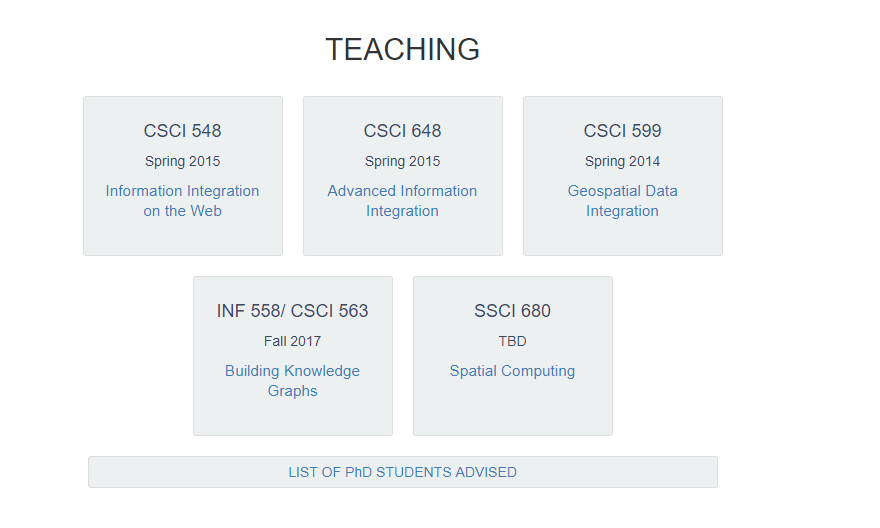 TEACHING
CSCI 548
Spring 2015
Information Integration
on the Web
CSCI 648
Spring 2015
Advanced Information
Integration
CSCI 599
Spring 2014
Geospatial Data
Integration
INF 558/ CSCI 563
Fall 2017
Building Knowledge
Graphs
SSCI 680
TBD
Spatial Computing
LIST OF PhD STUDENTS ADVISED